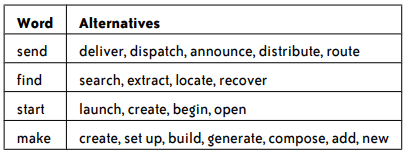 Word Alternatives
send deliver, dispatch, announce, distribute, route
find search, extract, locate, recover
start launch, create, begin, open
make create, set up, build, generate, compose, add, new